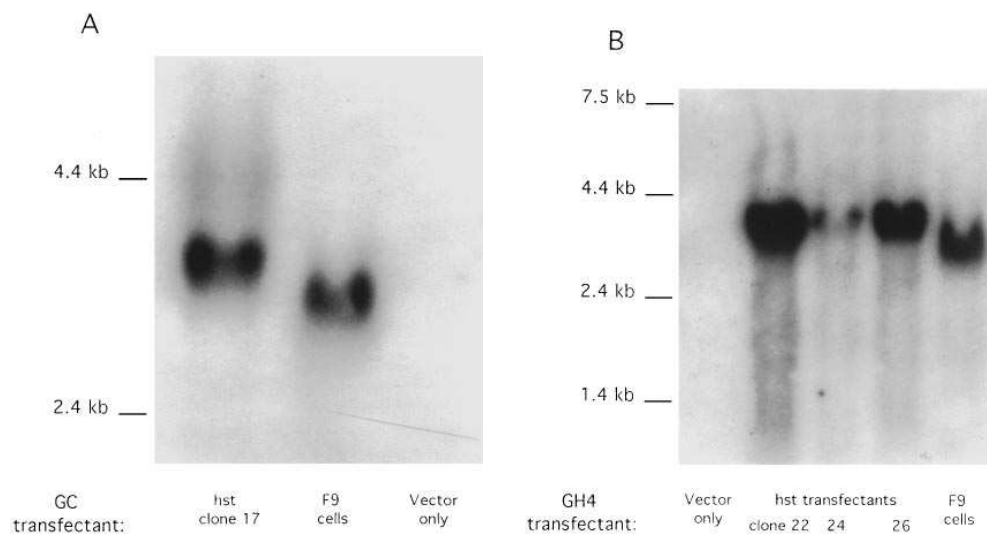 A
4.4 kb
2.4 kb
GC transfectant:
hst clone 17
F9 cells
Vector only
B
7.5 kb
4.4 kb
2.4 kb
1.4 kb
GH4 transfectant:
Vector only
hst transfectants
clone 22 24 26
F9 cells